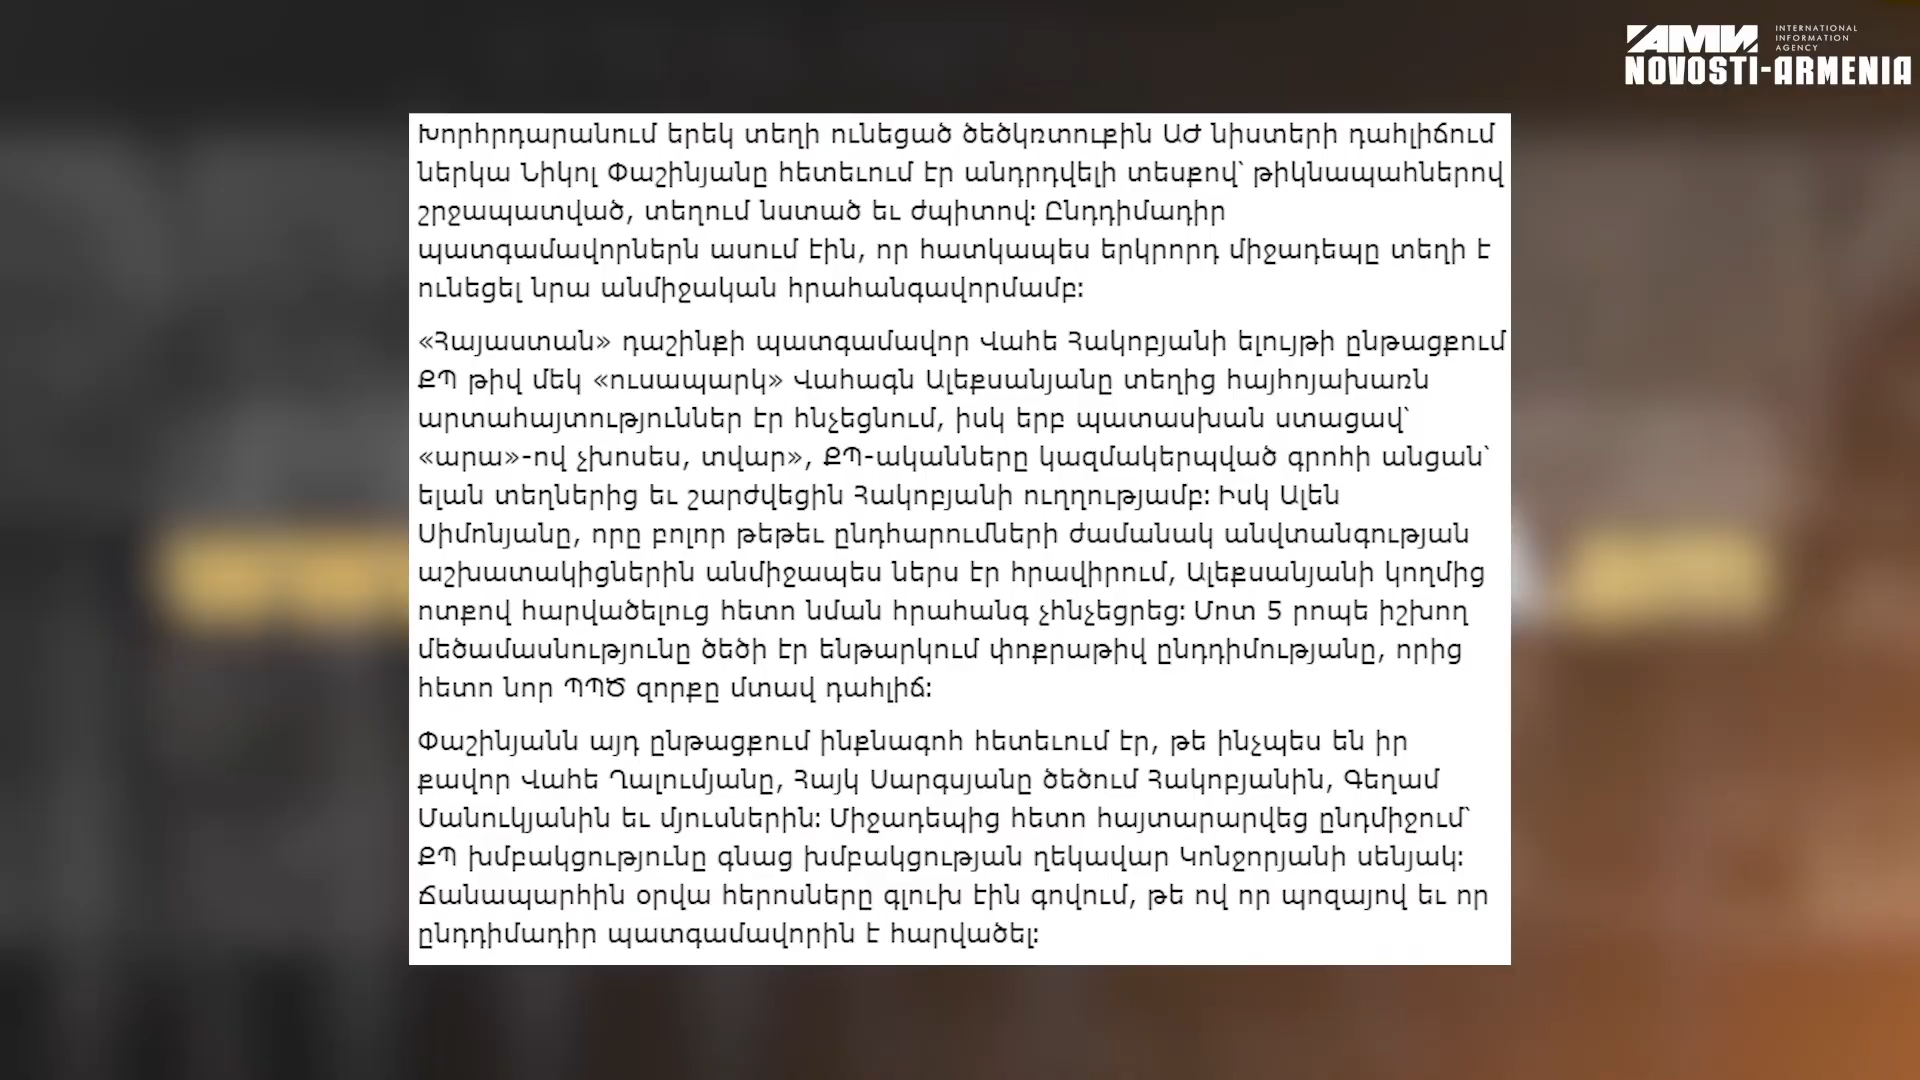 АМИ INTERNATIONAL
INFORMATION
AGENCY
NOVOSTI-ARMENIA
Խորհրդարանում երեկ տեղի ունեցած ծեծկռտուքին ԱԺ նիստերի դահլիճում
ներկա Նիկոլ Փաշինյանը հետեւում էր անդրդվելի տեսքով՝ թիկնապահներով
շրջապատված, տեղում նստած եւ ժպիտով: Ընդդիմադիր
պատգամավորներն ասում էին, որ հատկապես երկրորդ միջադեպը տեղի է
ունեցել նրա անմիջական հրահանգավորմամբ:
«Հայաստան» դաշինքի պատգամավոր Վահե Հակոբյանի ելույթի ընթացքում
ՔՊ թիվ մեկ «ուսապարկ» Վահագն Ալեքսանյանը տեղից հայհոյախառն
արտահայտություններ էր հնչեցնում, իսկ երբ պատասխան ստացավ՝
«արա»-ով չխոսես, տվար», ՔՊ-ականները կազմակերպված գրոհի անցան՝
ելան տեղներից եւ շարժվեցին Հակոբյանի ուղղությամբ: Իսկ Ալեն
Սիմոնյանը, որը բոլոր թեթեւ ընդհարումների ժամանակ անվտանգության
աշխատակիցներին անմիջապես ներս էր հրավիրում, Ալեքսանյանի կողմից
ոտքով հարվածելուց հետո նման հրահանգ չհնչեցրեց: Մոտ 5 րոպե իշխող
մեծամասնությունը ծեծի էր ենթարկում փոքրաթիվ ընդդիմությանը, որից
հետո նոր ՊՊԾ զորքը մտավ դահլիճ:
Փաշինյանն այդ ընթացքում ինքնագոհ հետեւում էր, թե ինչպես են իր
քավոր Վահե Ղալումյանը, Հայկ Սարգսյանը ծեծում Հակոբյանին, Գեղամ
Մանուկյանին եւ մյուսներին: Միջադեպից հետո հայտարարվեց ընդմիջում՝
ՔՊ խմբակցությունը գնաց խմբակցության ղեկավար Կոնջորյանի սենյակ:
Ճանապարհին օրվա հերոսները գլուխ էին գովում, թե ով որ պոզայով եւ որ
ընդդիմադիր պատգամավորին է հարվածել: